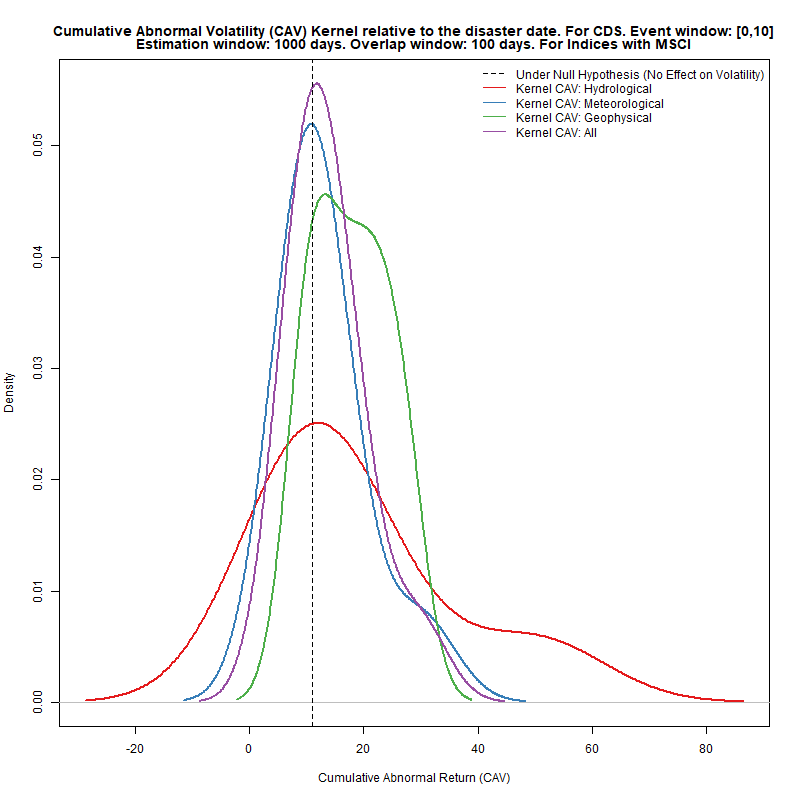 Cumulative Abnormal Volatility (CAV) Kernel relative to the disaster date. For CDS. Event window: [0,10]
Estimation window: 1000 days. Overlap window: 100 days. For Indices with MSCI
Under Null Hypothesis (No Effect on Volatility)
Kernel CAV: Hydrological
Kernel CAV: Meteorological
Kernel CAV: Geophysical
Kernel CAV: All
Density
0.05
0.04
0.03
0.02
0.01
0.00
-20 0 20 40 60 80
Cumulative Abnormal Return (CAV)